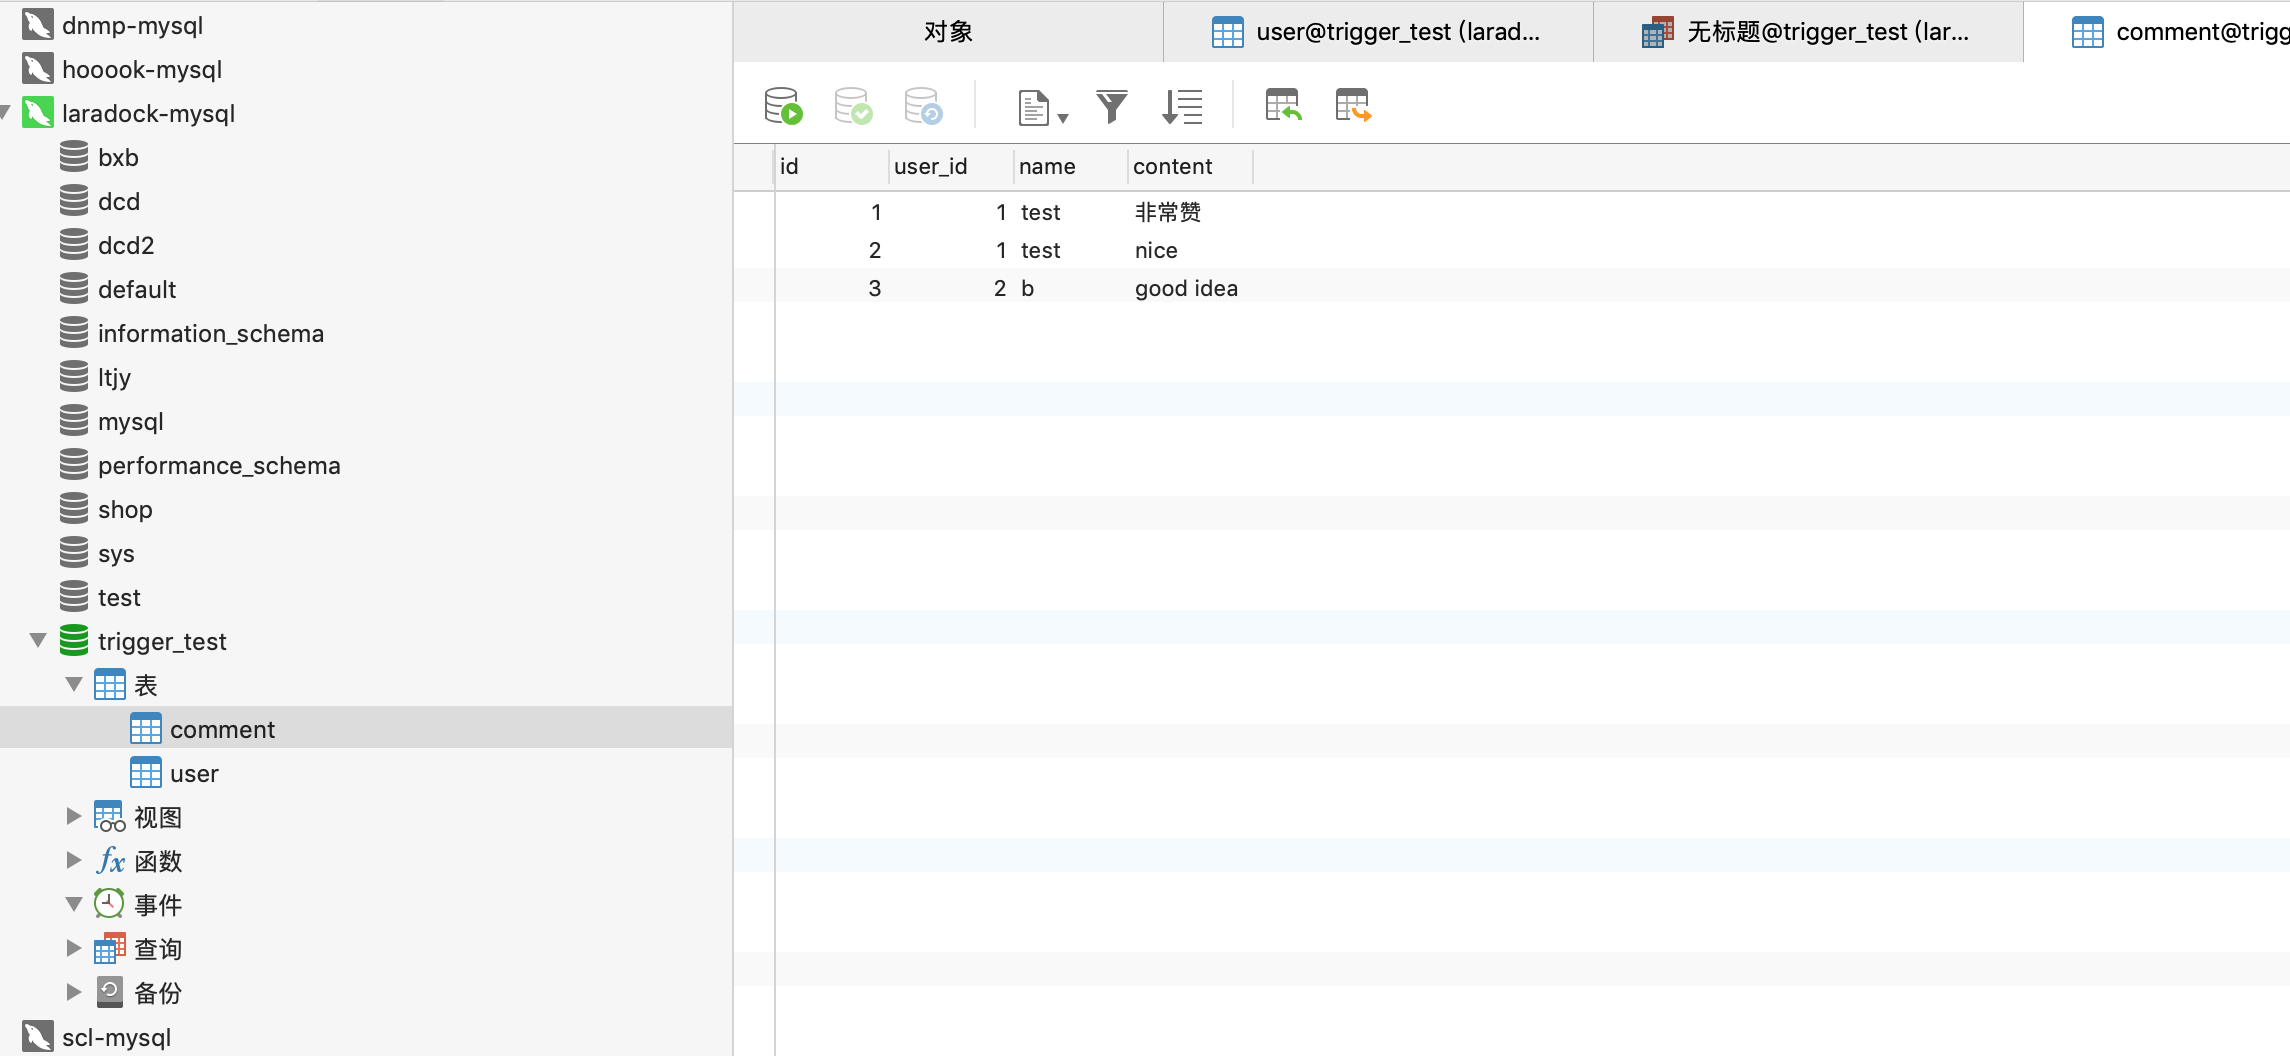 dnmp-mysql
hooook-mysql
laradock-mysql
bxb
dcd
dcd2
default
information_schema
ltjy
mysql
performance_schema
shop
sys
test
trigger_test
表
comment
user
视图
fx 函数
事件
查询
备份
scl-mysql
对象 user@trigger_test (larad... 无标题@trigger_test (lar... comment@trigg
id user_id name content
1 1 test 非常赞
2 1 test nice
3 2 b good idea